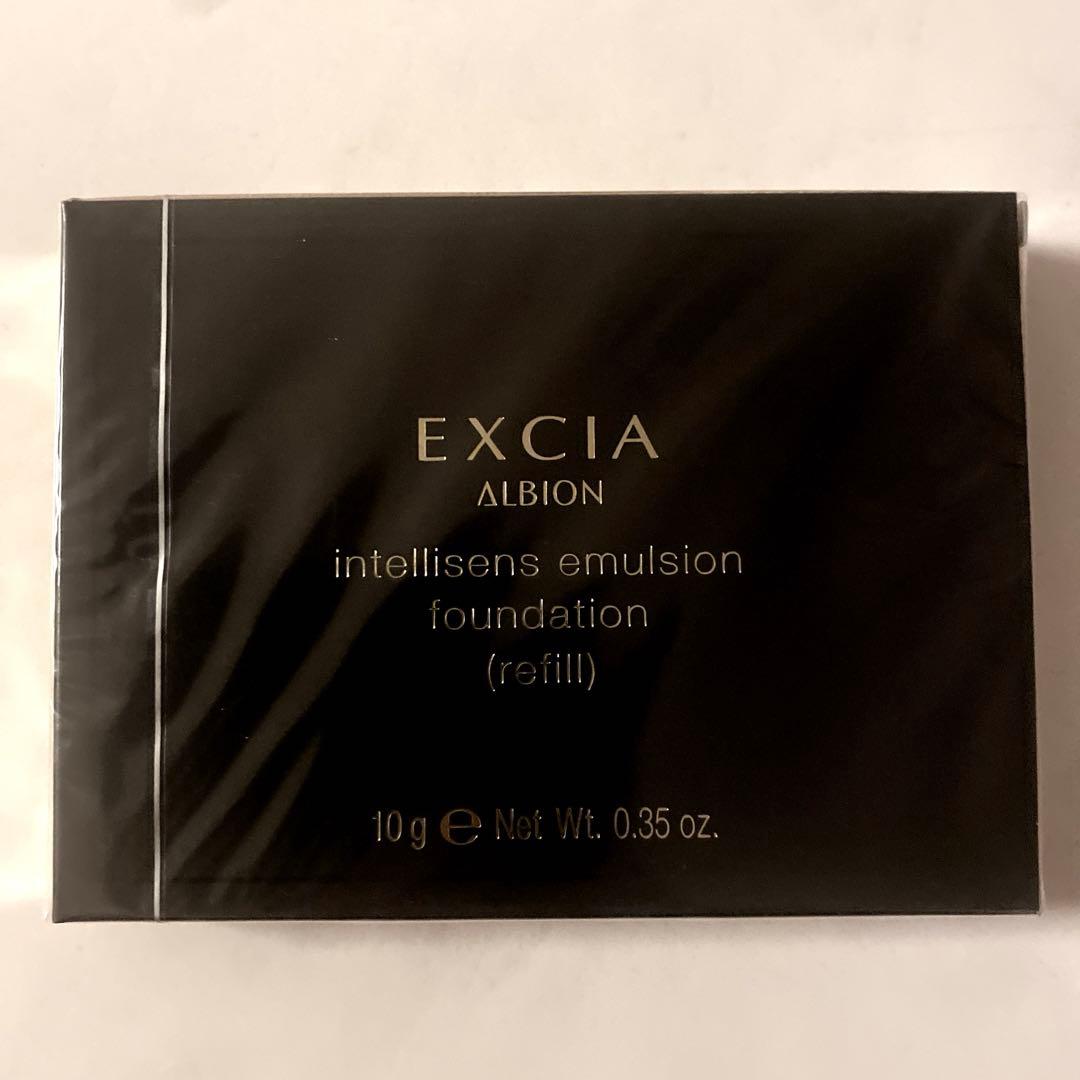 EXCIA
ALBION
intellisens emulsion
foundation
(refill)
10 g ℮ Net Wt. 0.35 oz.